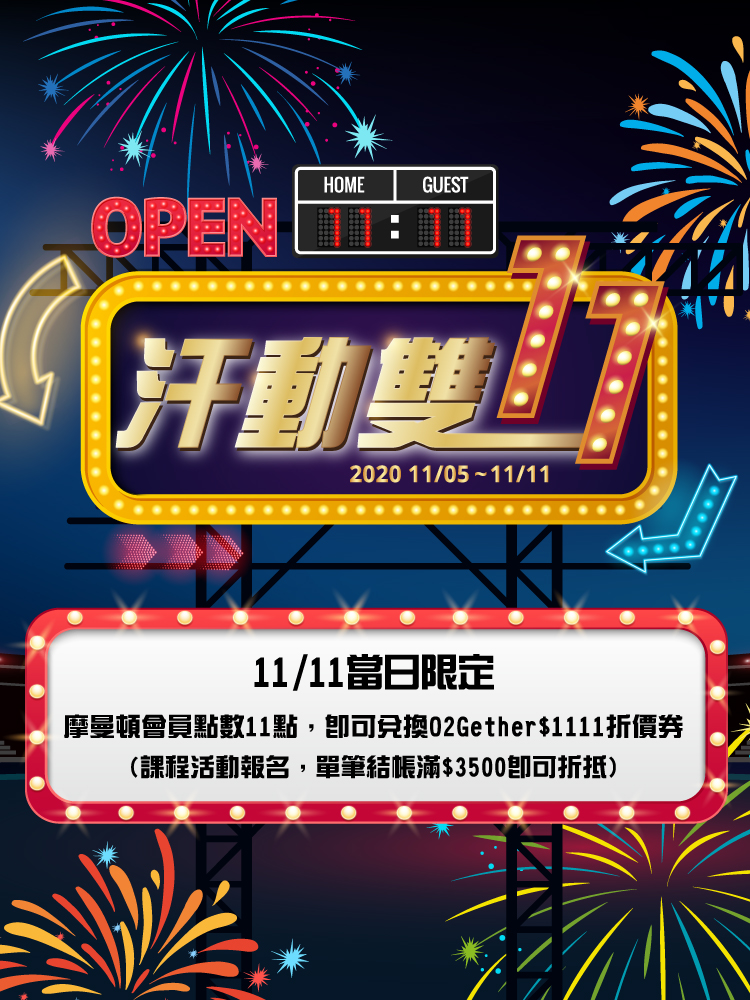 HOME GUEST
OPEN 11:11
汗動雙11
2020 11/05~11/11
11/11當日限定
摩曼頓會員點數11點，即可兌換O2Gether$1111折價券
（課程活動報名，單筆結帳滿$3500即可折抵）